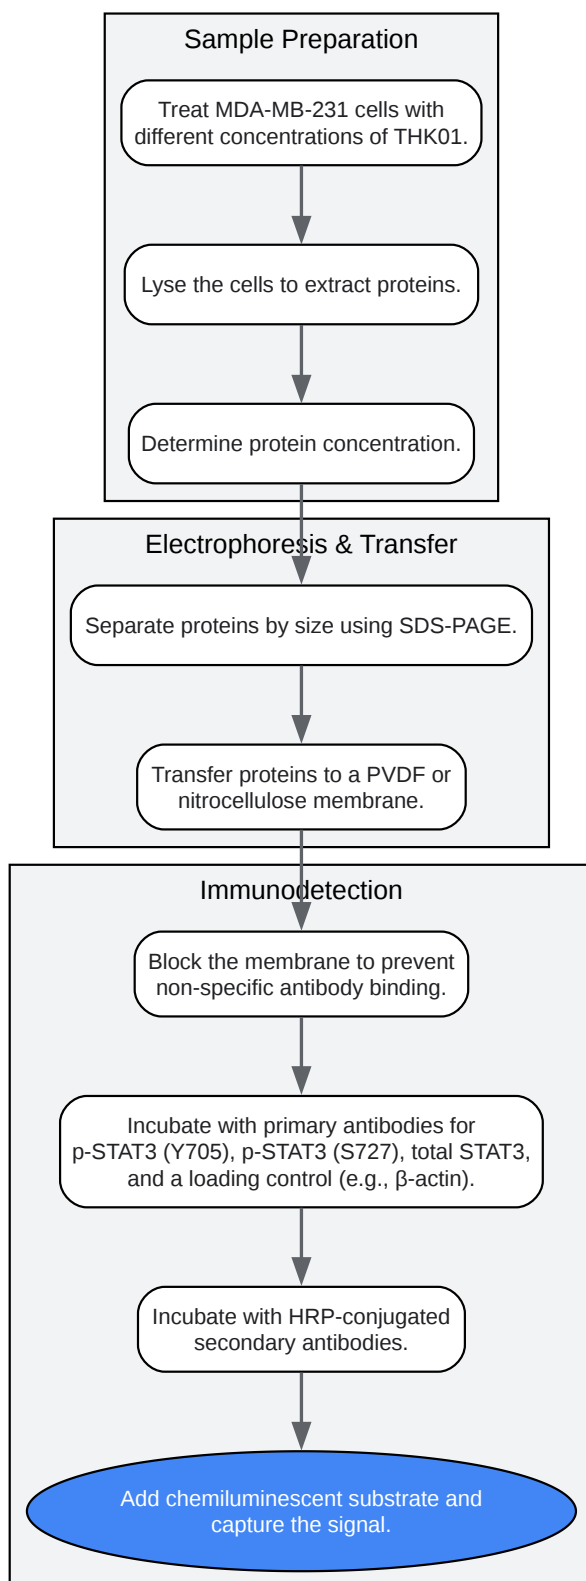 Sample Preparation
Treat MDA-MB-231 cells with
different concentrations of THK01.
Lyse the cells to extract proteins.
Determine protein concentration.
Electrophoresis & Transfer
Separate proteins by size using SDS-PAGE.
Transfer proteins to a PVDF or
nitrocellulose membrane.
Immunodetection
Block the membrane to prevent
non-specific antibody binding.
Incubate with primary antibodies for
p-STAT3 (Y705), p-STAT3 (S727), total STAT3,
and a loading control (e.g., β-actin).
Incubate with HRP-conjugated
secondary antibodies.
Add chemiluminescent substrate and
capture the signal.